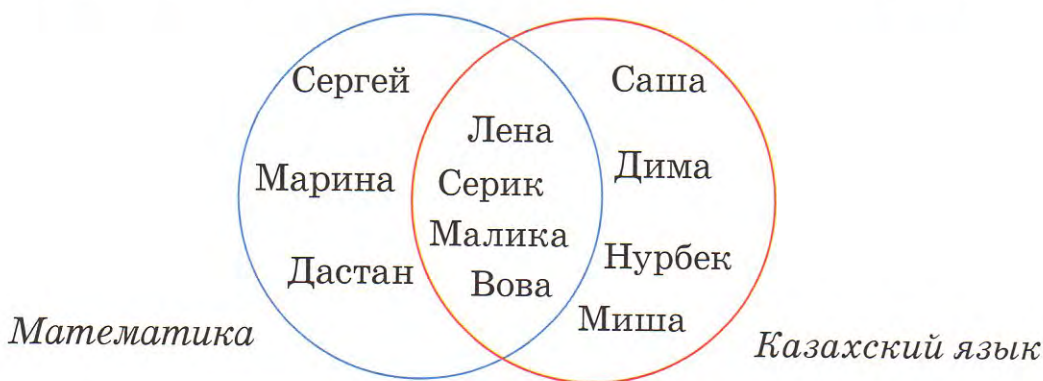 Сергей
Саша
Лена
Марина
Серик
Дима
Малика
Дастан
Вова
Нурбек
Миша
Математика
Казахский язык